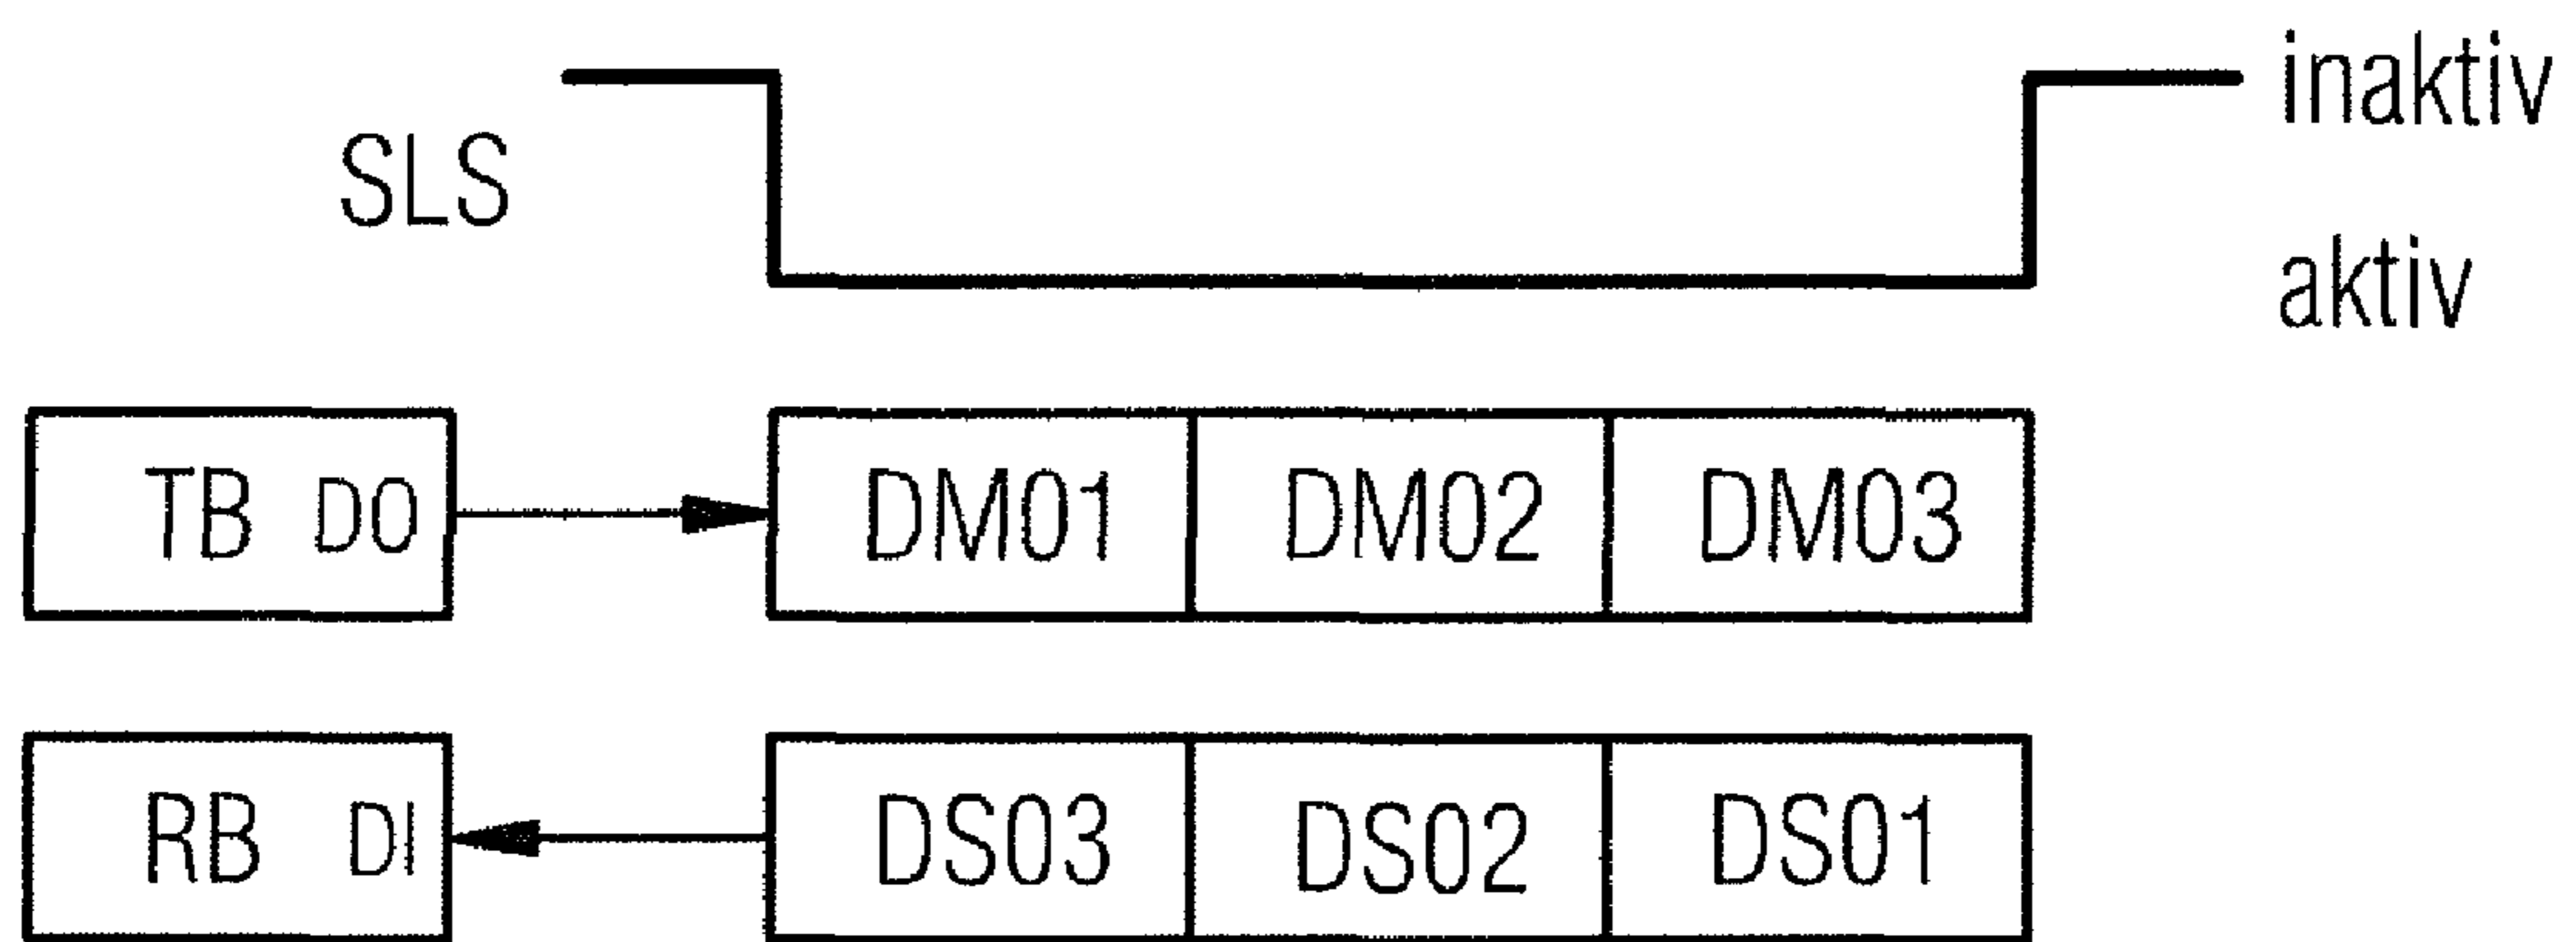 inaktiv
SLS
aktiv
TB DO DM01 DM02 DM03
RB DI DS03 DS02 DS01